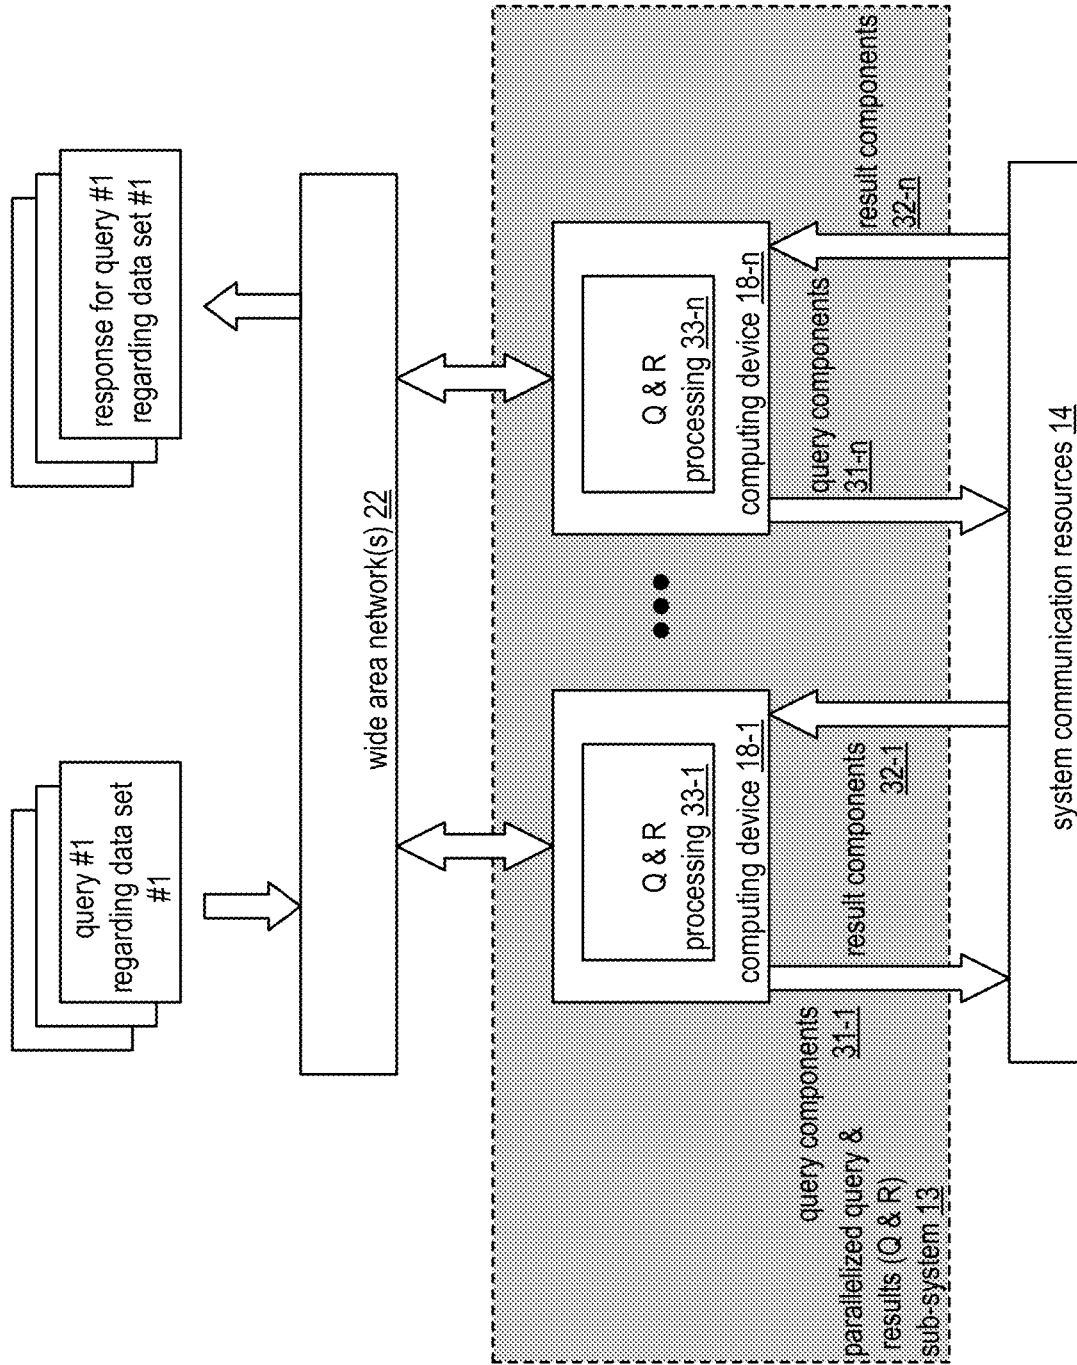 query #1
regarding data set
#1
response for query #1
regarding data set #1
wide area network(s) 22
Q & R
processing 33-1
computing device 18-1
Q & R
processing 33-n
computing device 18-n
query components
31-1
result components
32-1
query components
31-n
result components
32-n
parallelized query &
results (Q & R)
sub-system 13
system communication resources 14